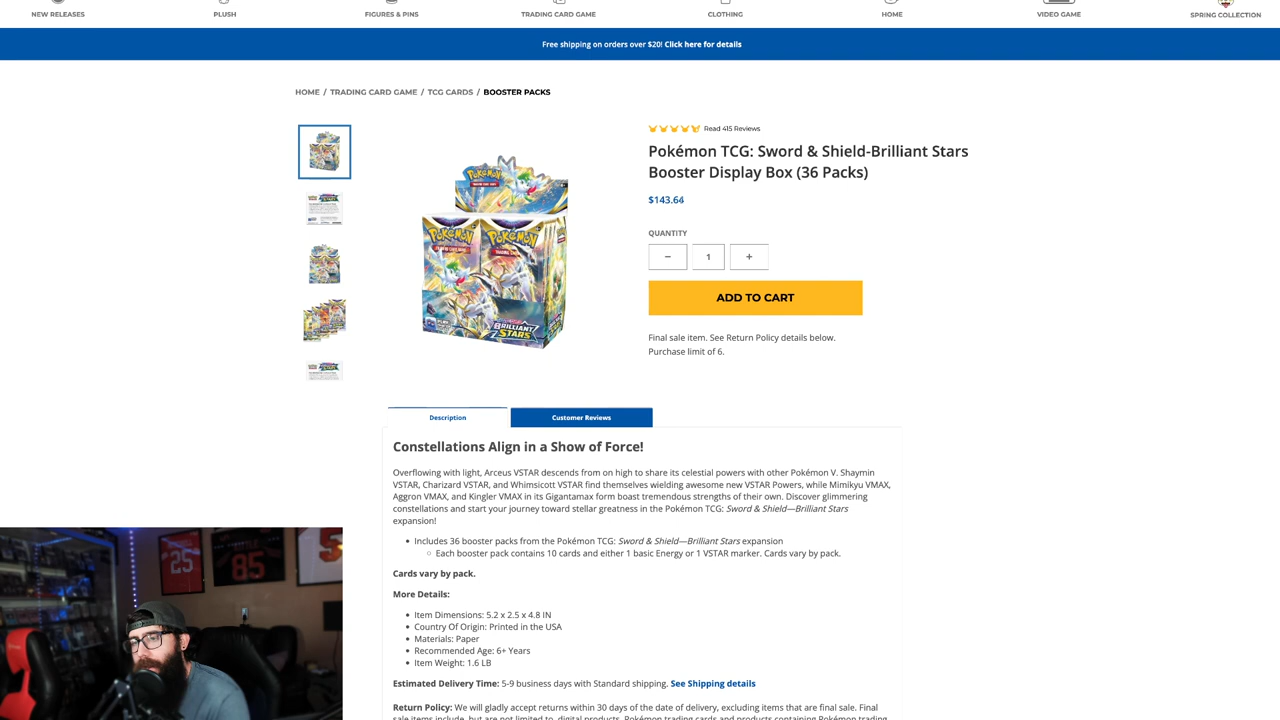 NEW RELEASES PLUSH FIGURES & PINS TRADING CARD GAME CLOTHING HOME VIDEO GAME SPRING COLLECTION
Free shipping on orders over $20! Click here for details
HOME / TRADING CARD GAME / TCG CARDS / BOOSTER PACKS
Read 415 Reviews
Pokémon TCG: Sword & Shield-Brilliant Stars
Booster Display Box (36 Packs)
$143.64
QUANTITY
− 1 +
ADD TO CART
Final sale item. See Return Policy details below.
Purchase limit of 6.
Pokémon
Pokémon Pokémon
BRILLIANT
STARS
Description Customer Reviews
Constellations Align in a Show of Force!
Overflowing with light, Arceus VSTAR descends from on high to share its celestial powers with other Pokémon V. Shaymin
VSTAR, Charizard VSTAR, and Whimsicott VSTAR find themselves wielding awesome new VSTAR Powers, while Mimikyu VMAX,
Aggron VMAX, and Kingler VMAX in its Gigantamax form boast tremendous strengths of their own. Discover glimmering
constellations and start your journey toward stellar greatness in the Pokémon TCG: Sword & Shield—Brilliant Stars
expansion!
• Includes 36 booster packs from the Pokémon TCG: Sword & Shield—Brilliant Stars expansion
○ Each booster pack contains 10 cards and either 1 basic Energy or 1 VSTAR marker. Cards vary by pack.
Cards vary by pack.
More Details:
• Item Dimensions: 5.2 x 2.5 x 4.8 IN
• Country Of Origin: Printed in the USA
• Materials: Paper
• Recommended Age: 6+ Years
• Item Weight: 1.6 LB
Estimated Delivery Time: 5-9 business days with Standard shipping. See Shipping details
Return Policy: We will gladly accept returns within 30 days of the date of delivery, excluding items that are final sale. Final
sale items include, but are not limited to, digital products, Pokémon trading cards and products containing Pokémon trading
25
85
5